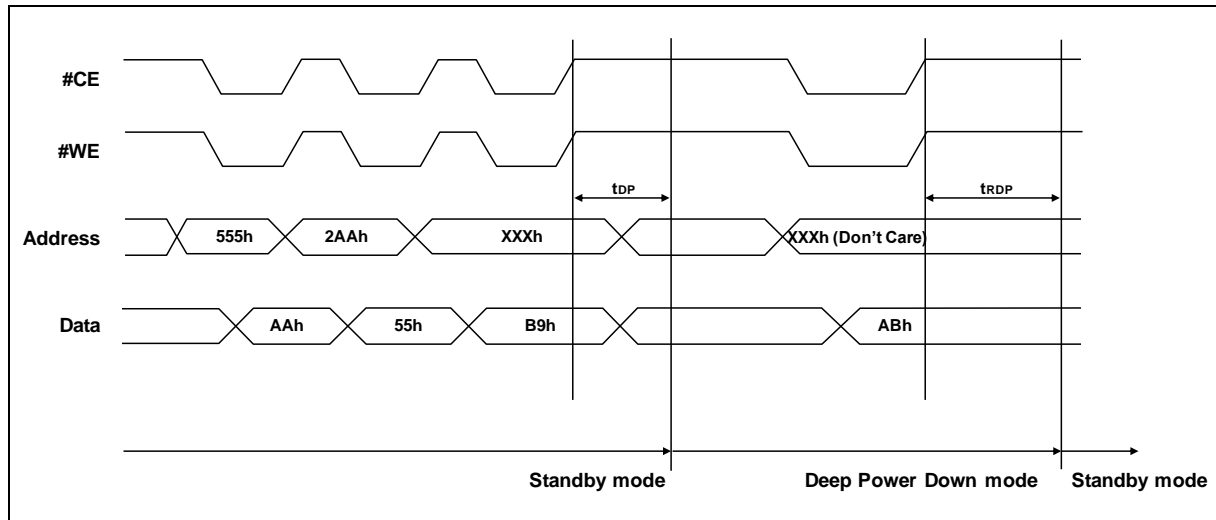 #CE
#WE
tDP
tRDP
Address
555h
2AAh
XXXh
XXXh (Don't Care)
Data
AAh
55h
B9h
ABh
Standby mode
Deep Power Down mode
Standby mode